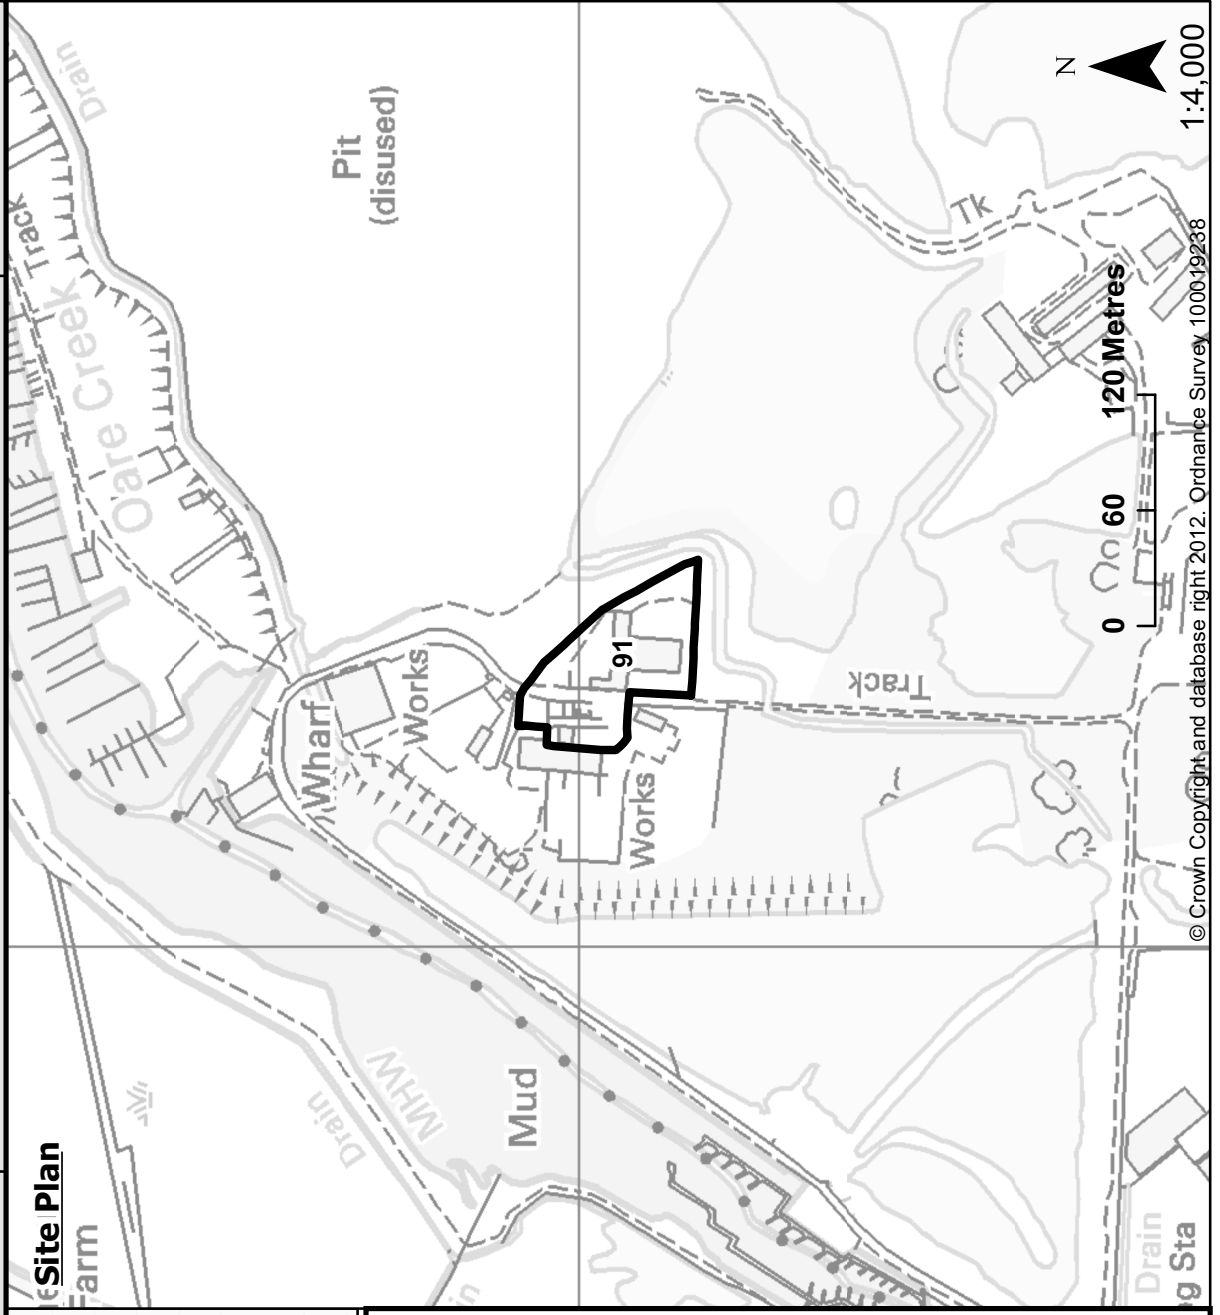 Site Plan
Farm
Drain
Track
Oare Creek
Pit
(disused)
Wharf
Works
91
Works
MHW
Drain
Mud
Track
Tk
N
1:4,000
0 60 120 Metres
© Crown Copyright and database right 2012. Ordnance Survey 100019238
Drain
g Sta
in